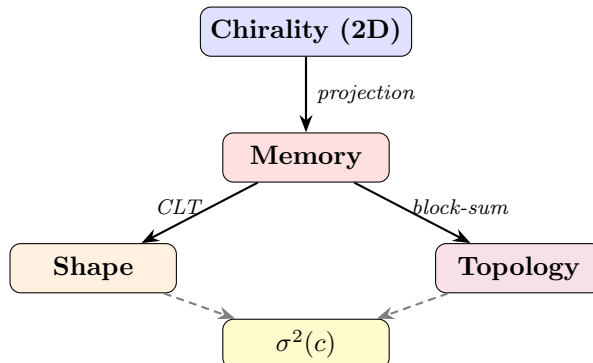 Chirality (2D)
projection
Memory
CLT
block-sum
Shape
Topology
σ²(c)